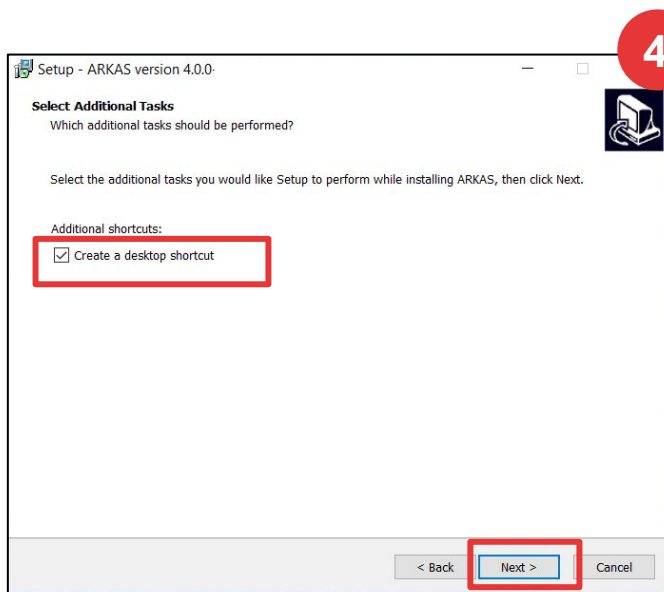 4
Setup - ARKAS version 4.0.0-
Select Additional Tasks
Which additional tasks should be performed?
Select the additional tasks you would like Setup to perform while installing ARKAS, then click Next.
Additional shortcuts:
Create a desktop shortcut
< Back
Next >
Cancel